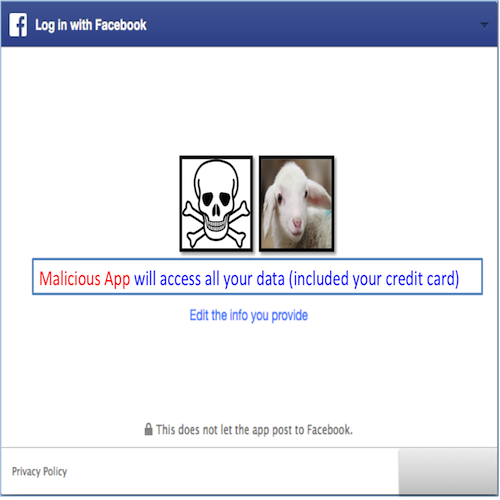 Log in with Facebook
Malicious App will access all your data (included your credit card)
Edit the info you provide
This does not let the app post to Facebook.
Privacy Policy